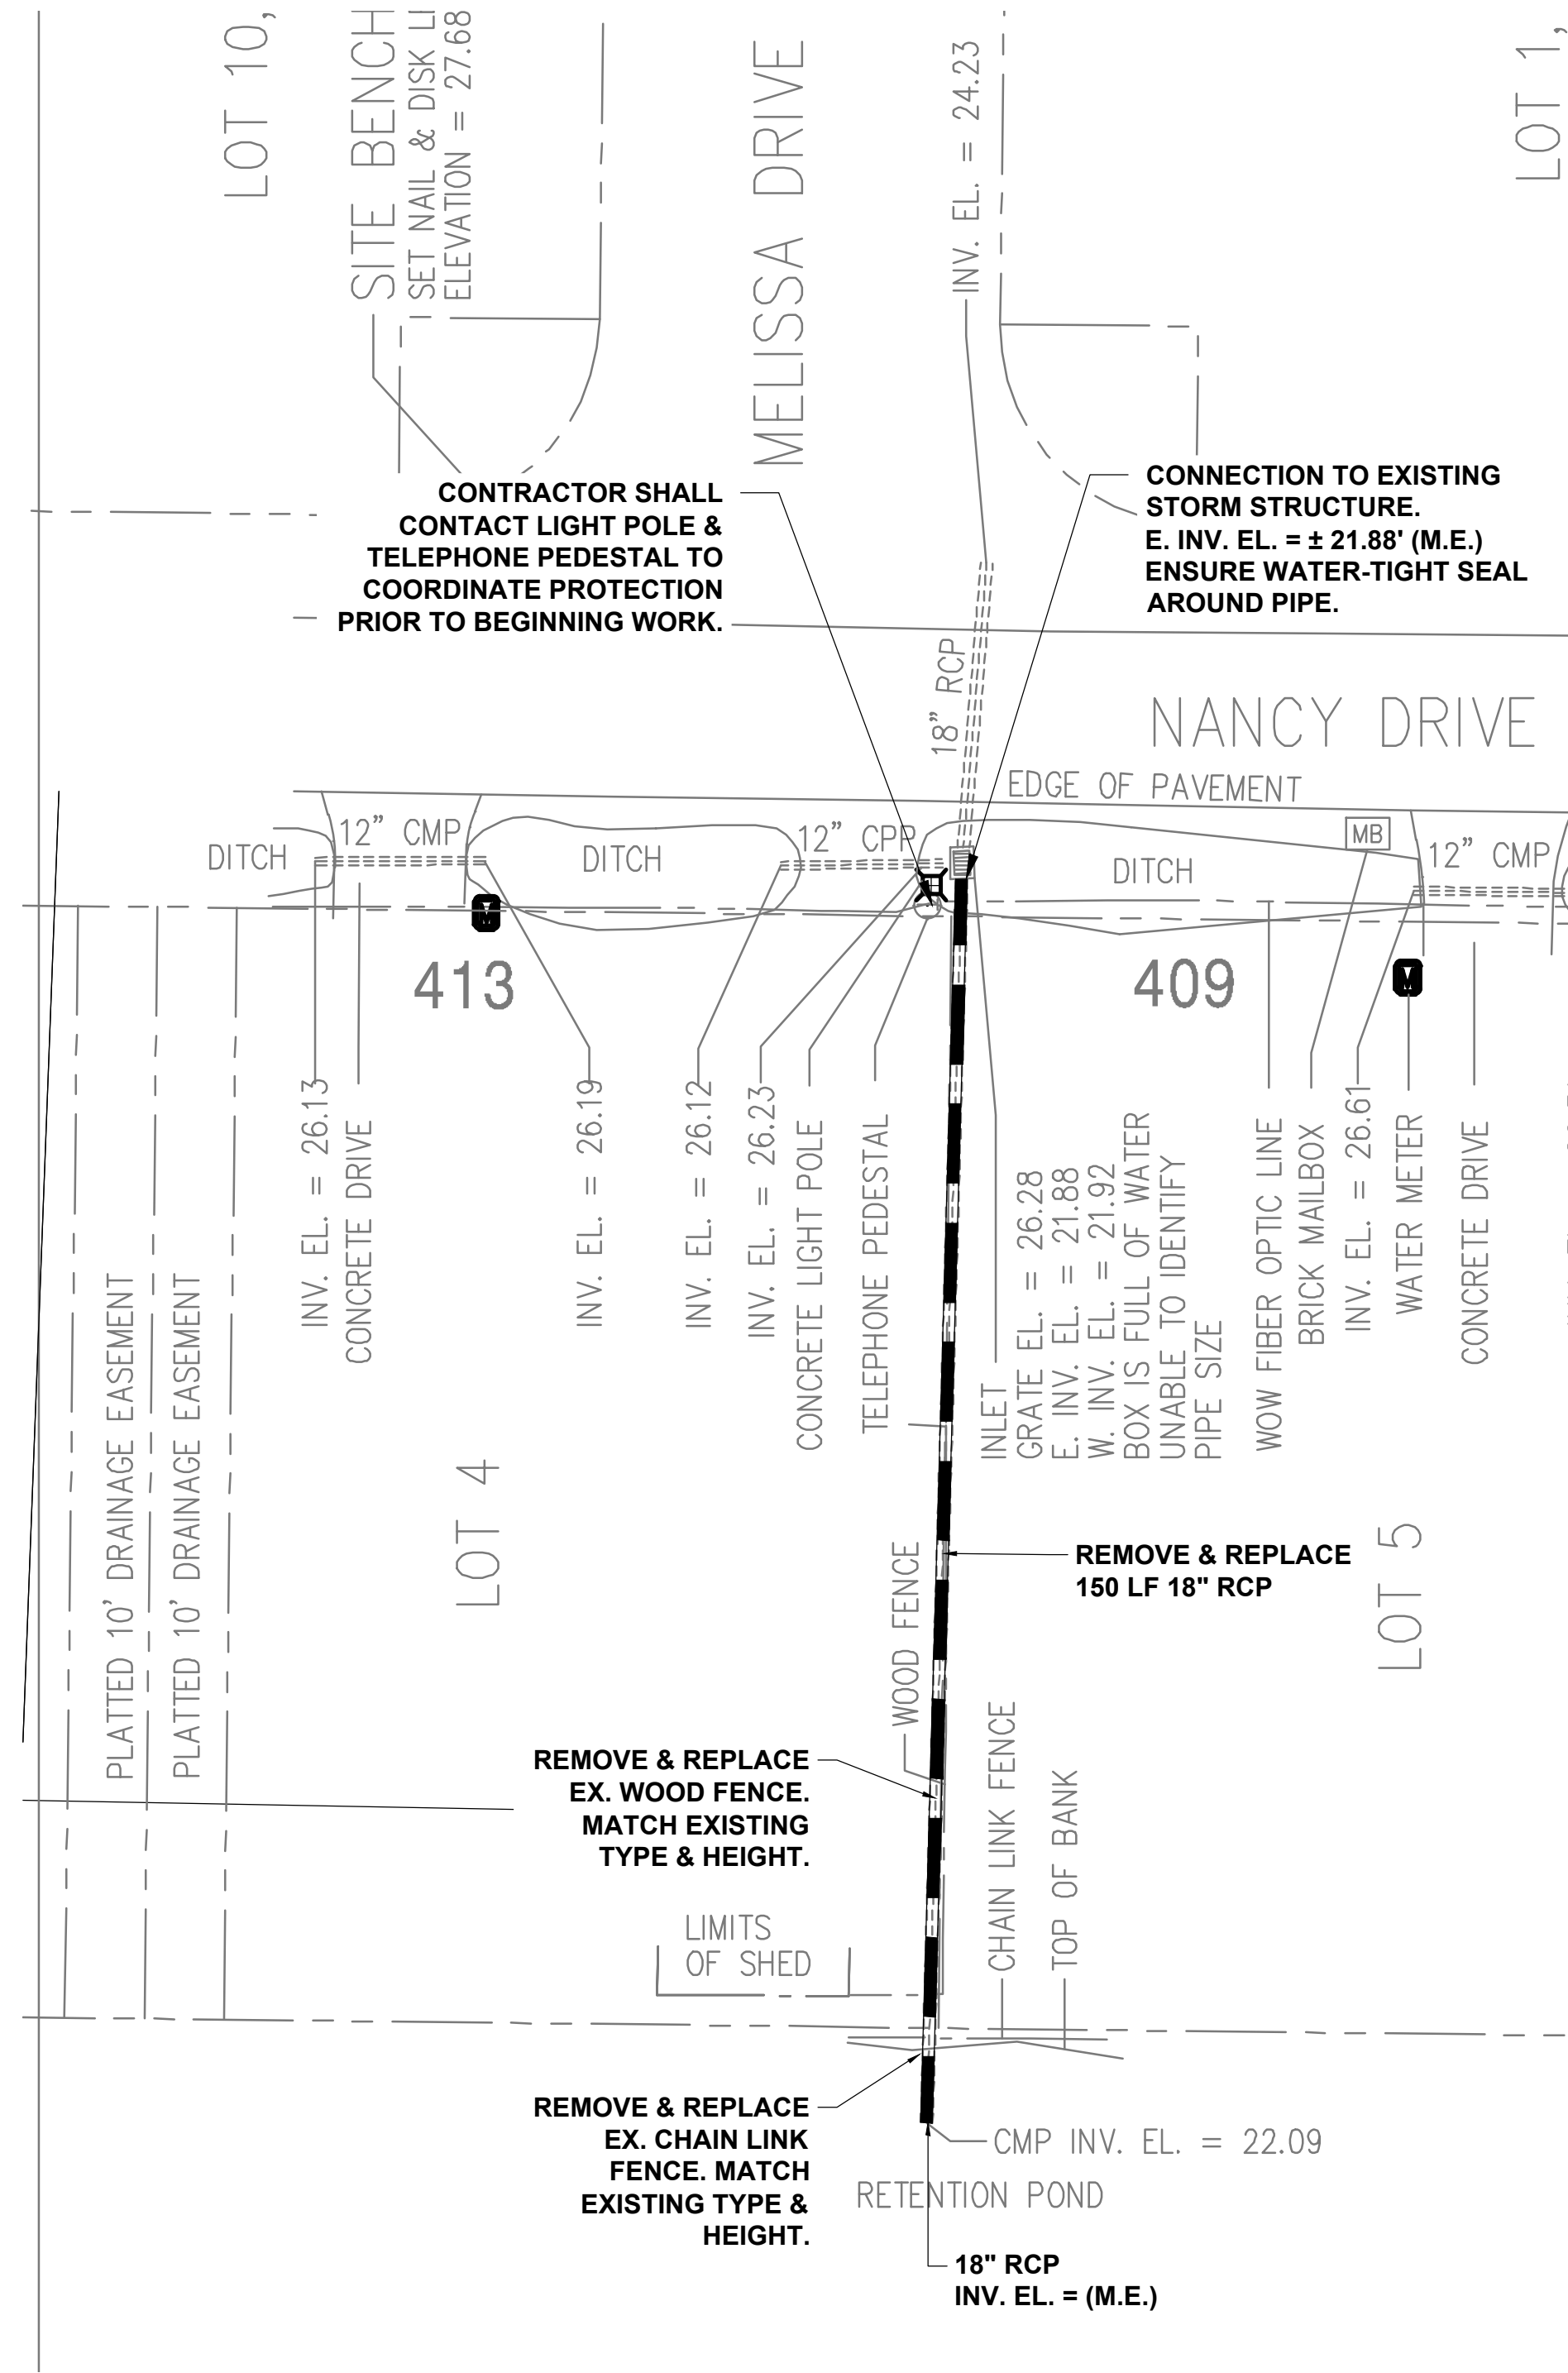 LOT 10,
SITE BENCH
SET NAIL & DISK
ELEVATION = 27.68
MELISSA DRIVE
INV. EL. = 24.23
LOT 1,
CONTRACTOR SHALL
CONTACT LIGHT POLE &
TELEPHONE PEDESTAL TO
COORDINATE PROTECTION
PRIOR TO BEGINNING WORK.
CONNECTION TO EXISTING
STORM STRUCTURE.
E. INV. EL. = ± 21.88' (M.E.)
ENSURE WATER-TIGHT SEAL
AROUND PIPE.
18" RCP
NANCY DRIVE
EDGE OF PAVEMENT
DITCH
12" CMP
DITCH
12" CPP
DITCH
MB
12" CMP
M
413
409
M
INV. EL. = 26.13
CONCRETE DRIVE
INV. EL. = 26.19
INV. EL. = 26.12
INV. EL. = 26.23
CONCRETE LIGHT POLE
TELEPHONE PEDESTAL
INLET
GRATE EL. = 26.28
E. INV. EL. = 21.88
W. INV. EL. = 21.92
BOX IS FULL OF WATER
UNABLE TO IDENTIFY
PIPE SIZE
WOW FIBER OPTIC LINE
BRICK MAILBOX
INV. EL. = 26.61
WATER METER
CONCRETE DRIVE
PLATTED 10' DRAINAGE EASEMENT
PLATTED 10' DRAINAGE EASEMENT
LOT 4
WOOD FENCE
REMOVE & REPLACE
150 LF 18" RCP
LOT 5
REMOVE & REPLACE
EX. WOOD FENCE.
MATCH EXISTING
TYPE & HEIGHT.
CHAIN LINK FENCE
TOP OF BANK
LIMITS
OF SHED
REMOVE & REPLACE
EX. CHAIN LINK
FENCE. MATCH
EXISTING TYPE &
HEIGHT.
CMP INV. EL. = 22.09
RETENTION POND
18" RCP
INV. EL. = (M.E.)